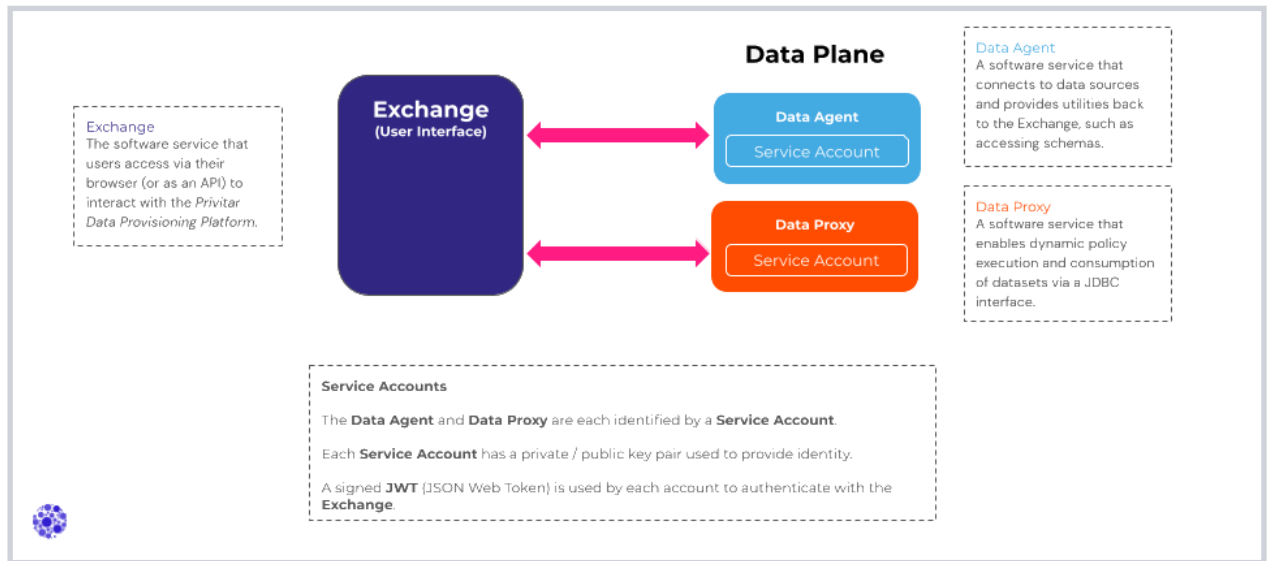 Data Plane
Exchange
The software service that
users access via their
browser (or as an API) to
interact with the Privitar
Data Provisioning Platform.
Exchange
(User Interface)
Data Agent
Service Account
Data Proxy
Service Account
Data Agent
A software service that
connects to data sources
and provides utilities back
to the Exchange, such as
accessing schemas.
Data Proxy
A software service that
enables dynamic policy
execution and consumption
of datasets via a JDBC
interface.
Service Accounts
The Data Agent and Data Proxy are each identified by a Service Account.
Each Service Account has a private / public key pair used to provide identity.
A signed JWT (JSON Web Token) is used by each account to authenticate with the
Exchange.